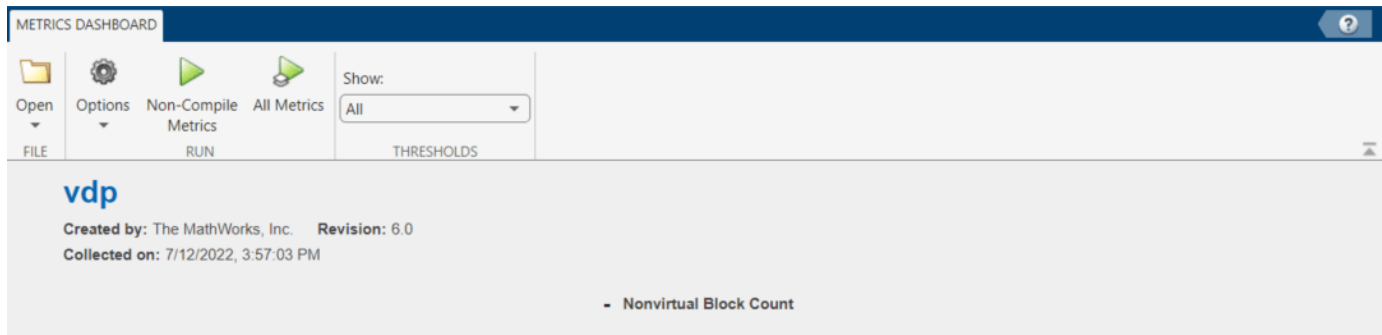 METRICS DASHBOARD
?
Show:
All
Open Options Non-Compile Metrics All Metrics
FILE RUN THRESHOLDS
vdp
Created by: The MathWorks, Inc. Revision: 6.0
Collected on: 7/12/2022, 3:57:03 PM
- Nonvirtual Block Count